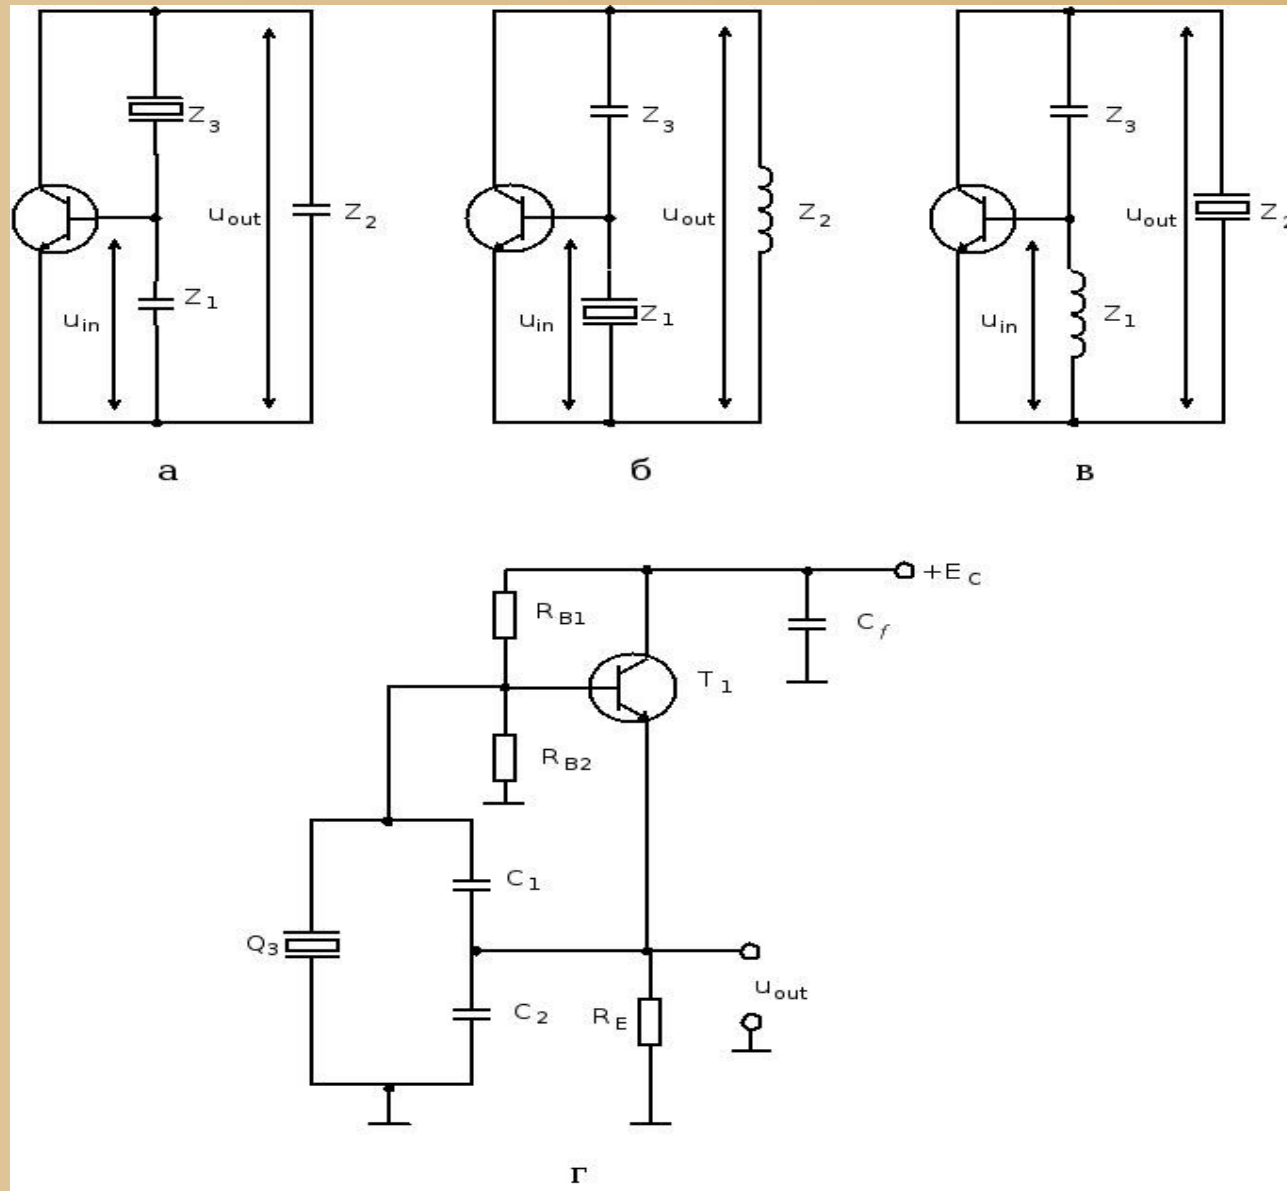 Z3
uout
Z2
Z1
uin
а
Z3
uout
Z2
uin
Z1
б
Z3
uout
Z2
uin
Z1
в
+EC
RB1
Cf
T1
RB2
C1
Q3
uout
C2
RE
г